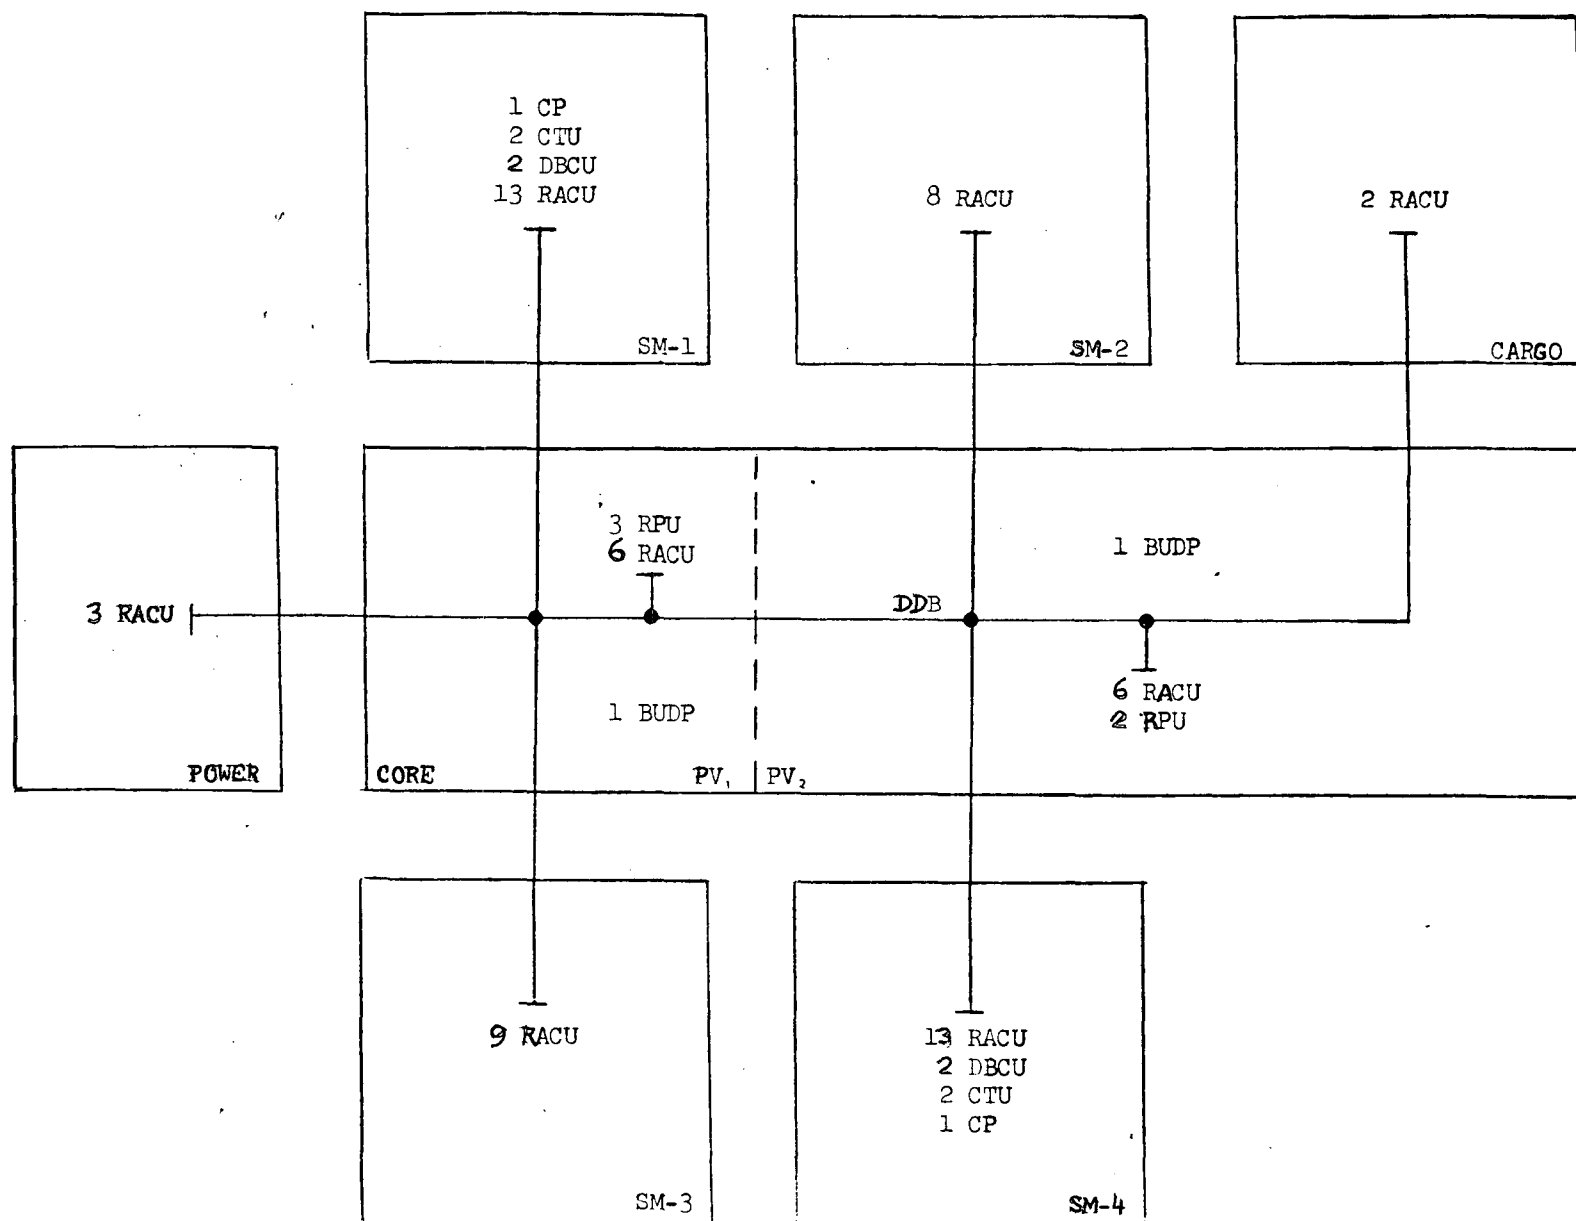 1 CP
2 CTU
2 DBCU
13 RACU
SM-1
8 RACU
SM-2
2 RACU
CARGO
3 RACU
POWER
3 RPU
6 RACU
1 BUDP
CORE
PV₁
PV₂
DDB
1 BUDP
6 RACU
2 RPU
9 RACU
SM-3
13 RACU
2 DBCU
2 CTU
1 CP
SM-4